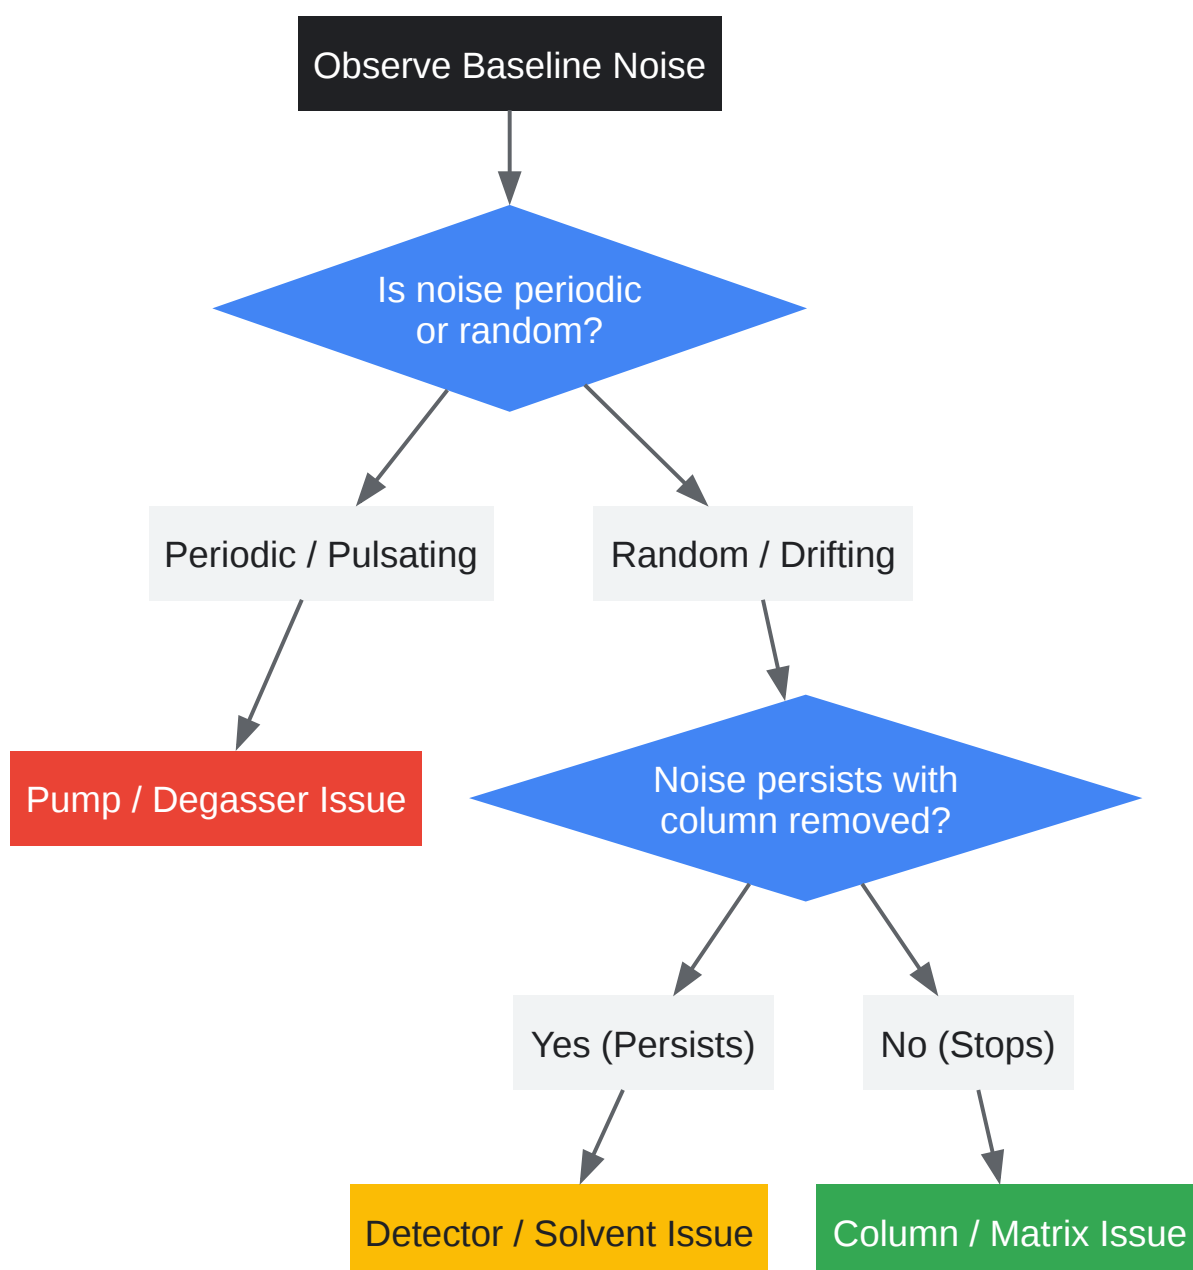 Observe Baseline Noise
Is noise periodic
or random?
Periodic / Pulsating
Random / Drifting
Pump / Degasser Issue
Noise persists with
column removed?
Yes (Persists)
No (Stops)
Detector / Solvent Issue
Column / Matrix Issue